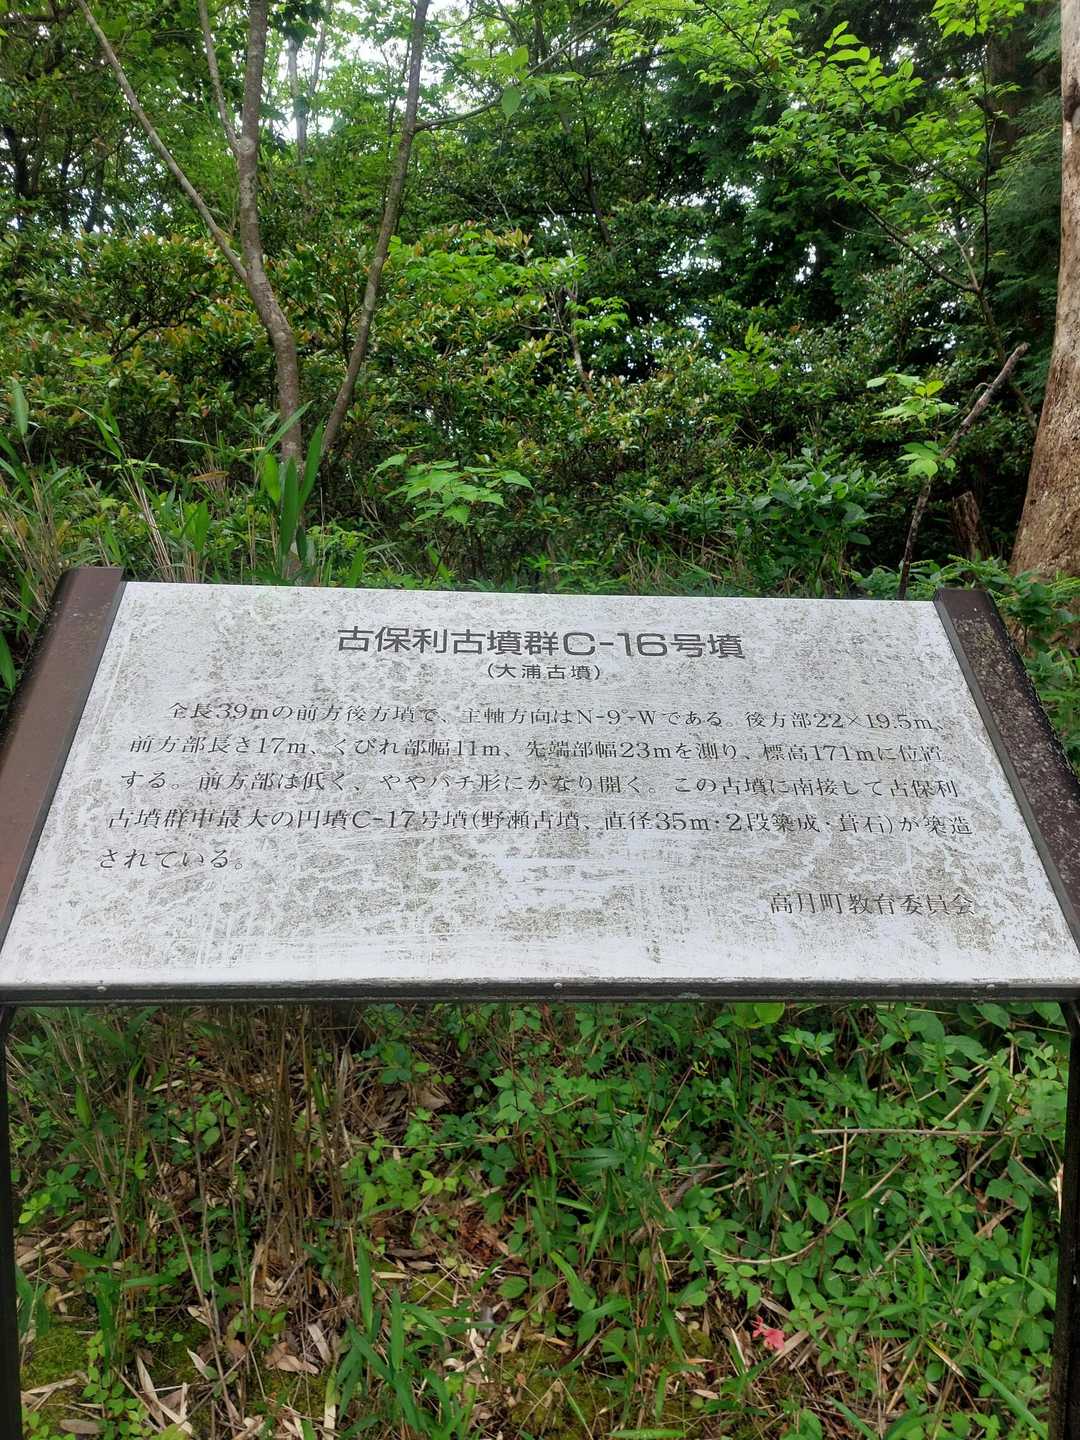 古保利古墳群C-16号墳
(大浦古墳)
全長39mの前方後方墳で、主軸方向はN-9°-Wである。後方部22×19.5m、
前方部長さ17m、くびれ部幅11m、先端部幅23mを測り、標高171mに位置
する。前方部は低く、ややバチ形にかなり開く。この古墳に南接して古保利
古墳群中最大の円墳C-17号墳(野瀬古墳、直径35m・2段築成・葺石)が築造
されている。
高月町教育委員会